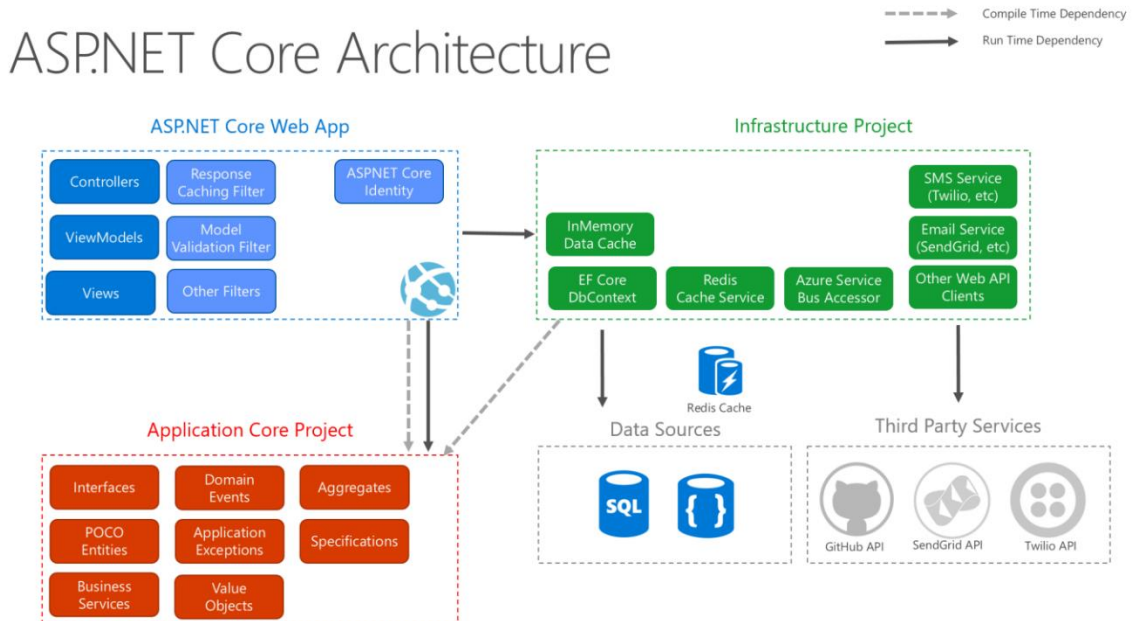 Compile Time Dependency
Run Time Dependency
ASP.NET Core Architecture
ASP.NET Core Web App
Controllers
Response
Caching Filter
ASP.NET Core
Identity
ViewModels
Model
Validation Filter
Views
Other Filters
Infrastructure Project
SMS Service
(Twilio, etc)
InMemory
Data Cache
Email Service
(SendGrid, etc)
EF Core
DbContext
Redis
Cache Service
Azure Service
Bus Accessor
Other Web API
Clients
Redis Cache
Application Core Project
Interfaces
Domain
Events
Aggregates
POCO
Entities
Application
Exceptions
Specifications
Business
Services
Value
Objects
Data Sources
SQL
{ }
Third Party Services
GitHub API
SendGrid API
Twilio API